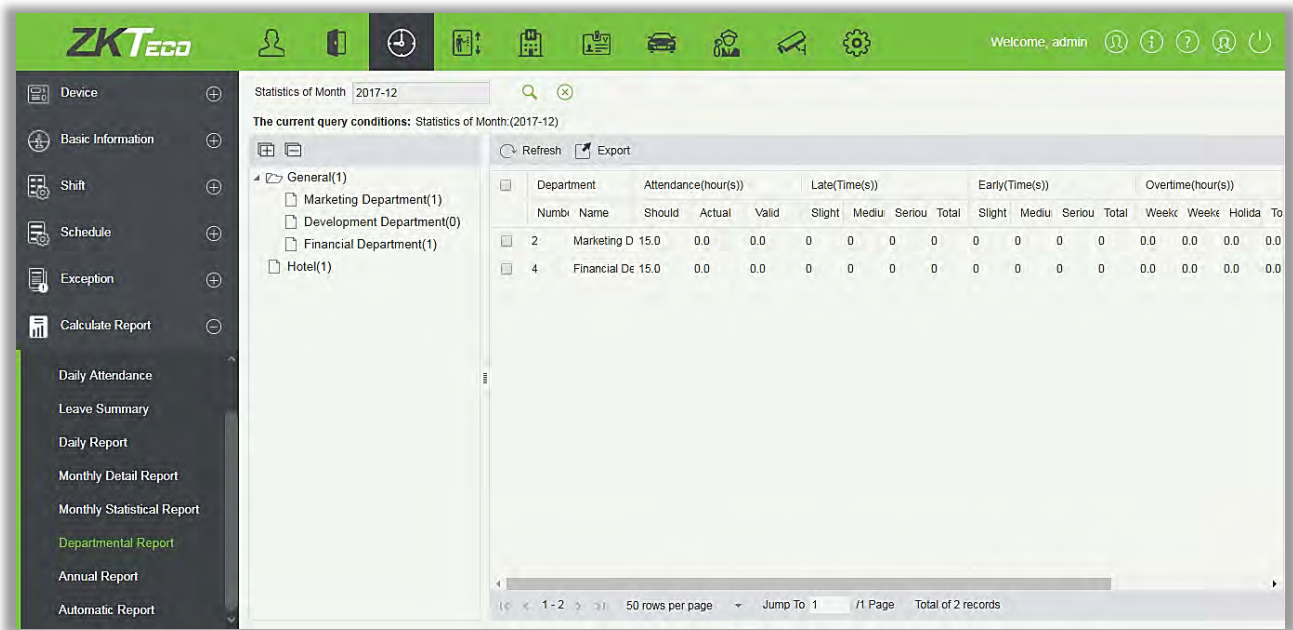 ZKTeco
Welcome, admin
Device
Basic Information
Shift
Schedule
Exception
Calculate Report
Daily Attendance
Leave Summary
Daily Report
Monthly Detail Report
Monthly Statistical Report
Departmental Report
Annual Report
Automatic Report
Statistics of Month 2017-12
The current query conditions: Statistics of Month:(2017-12)
General(1)
Marketing Department(1)
Development Department(0)
Financial Department(1)
Hotel(1)
Refresh Export
Department Attendance(hour(s)) Late(Time(s)) Early(Time(s)) Overtime(hour(s))
Numbe Name Should Actual Valid Slight Mediu Seriou Total Slight Mediu Seriou Total Weekd Weeke Holida To
2 Marketing D 15.0 0.0 0.0 0 0 0 0 0 0 0 0 0.0 0.0 0.0 0.0
4 Financial De 15.0 0.0 0.0 0 0 0 0 0 0 0 0 0.0 0.0 0.0 0.0
1 - 2 50 rows per page Jump To 1 /1 Page Total of 2 records